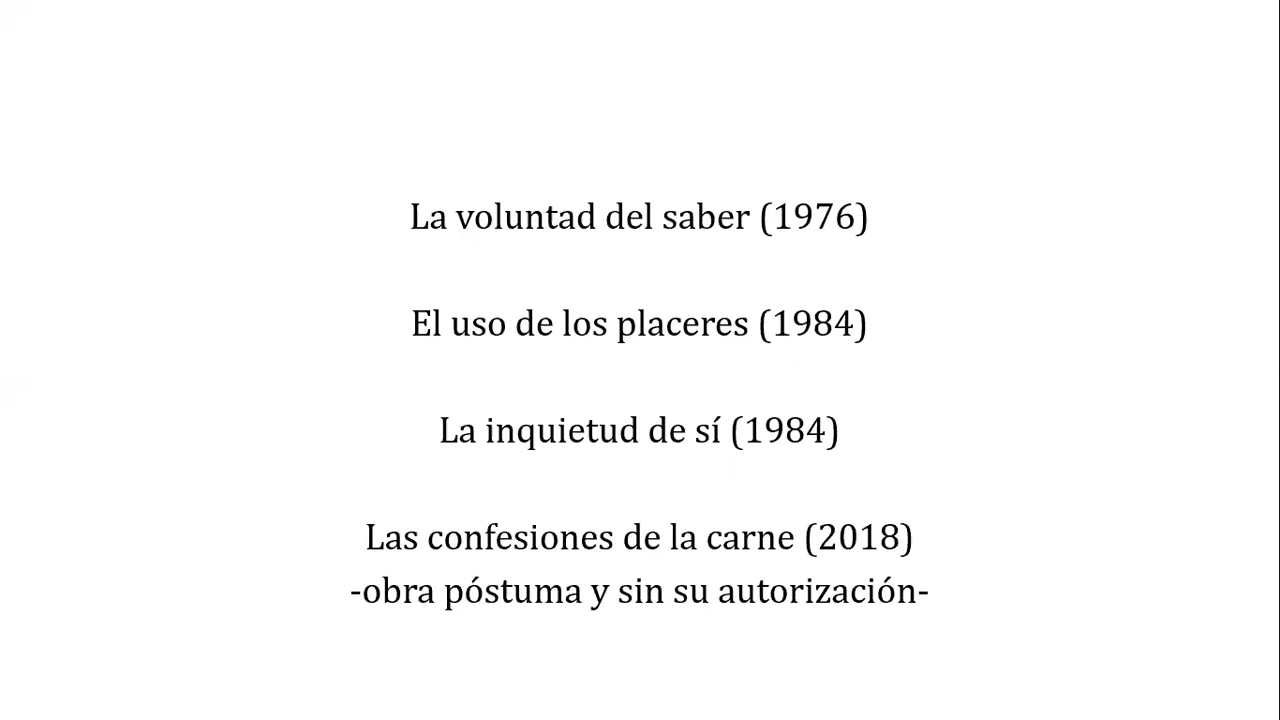 La voluntad del saber (1976)
El uso de los placeres (1984)
La inquietud de sí (1984)
Las confesiones de la carne (2018)
-obra póstuma y sin su autorización-